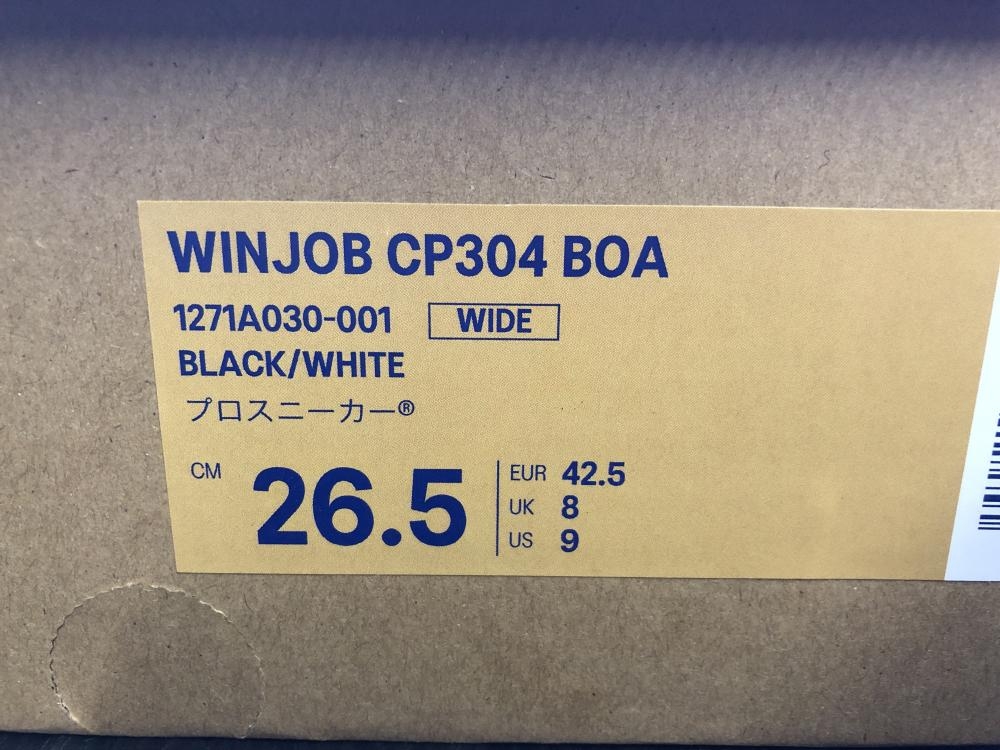 WINJOB CP304 BOA
1271A030-001 WIDE
BLACK/WHITE
プロスニーカー®
CM 26.5
EUR 42.5
UK 8
US 9